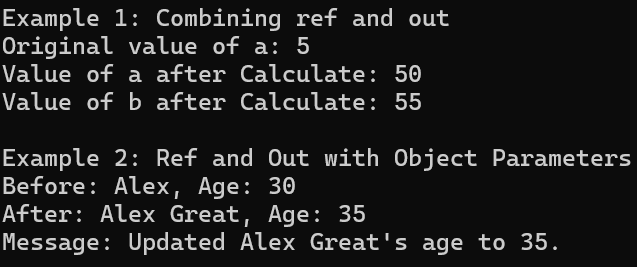 Example 1: Combining ref and out
Original value of a: 5
Value of a after Calculate: 50
Value of b after Calculate: 55
Example 2: Ref and Out with Object Parameters
Before: Alex, Age: 30
After: Alex Great, Age: 35
Message: Updated Alex Great's age to 35.